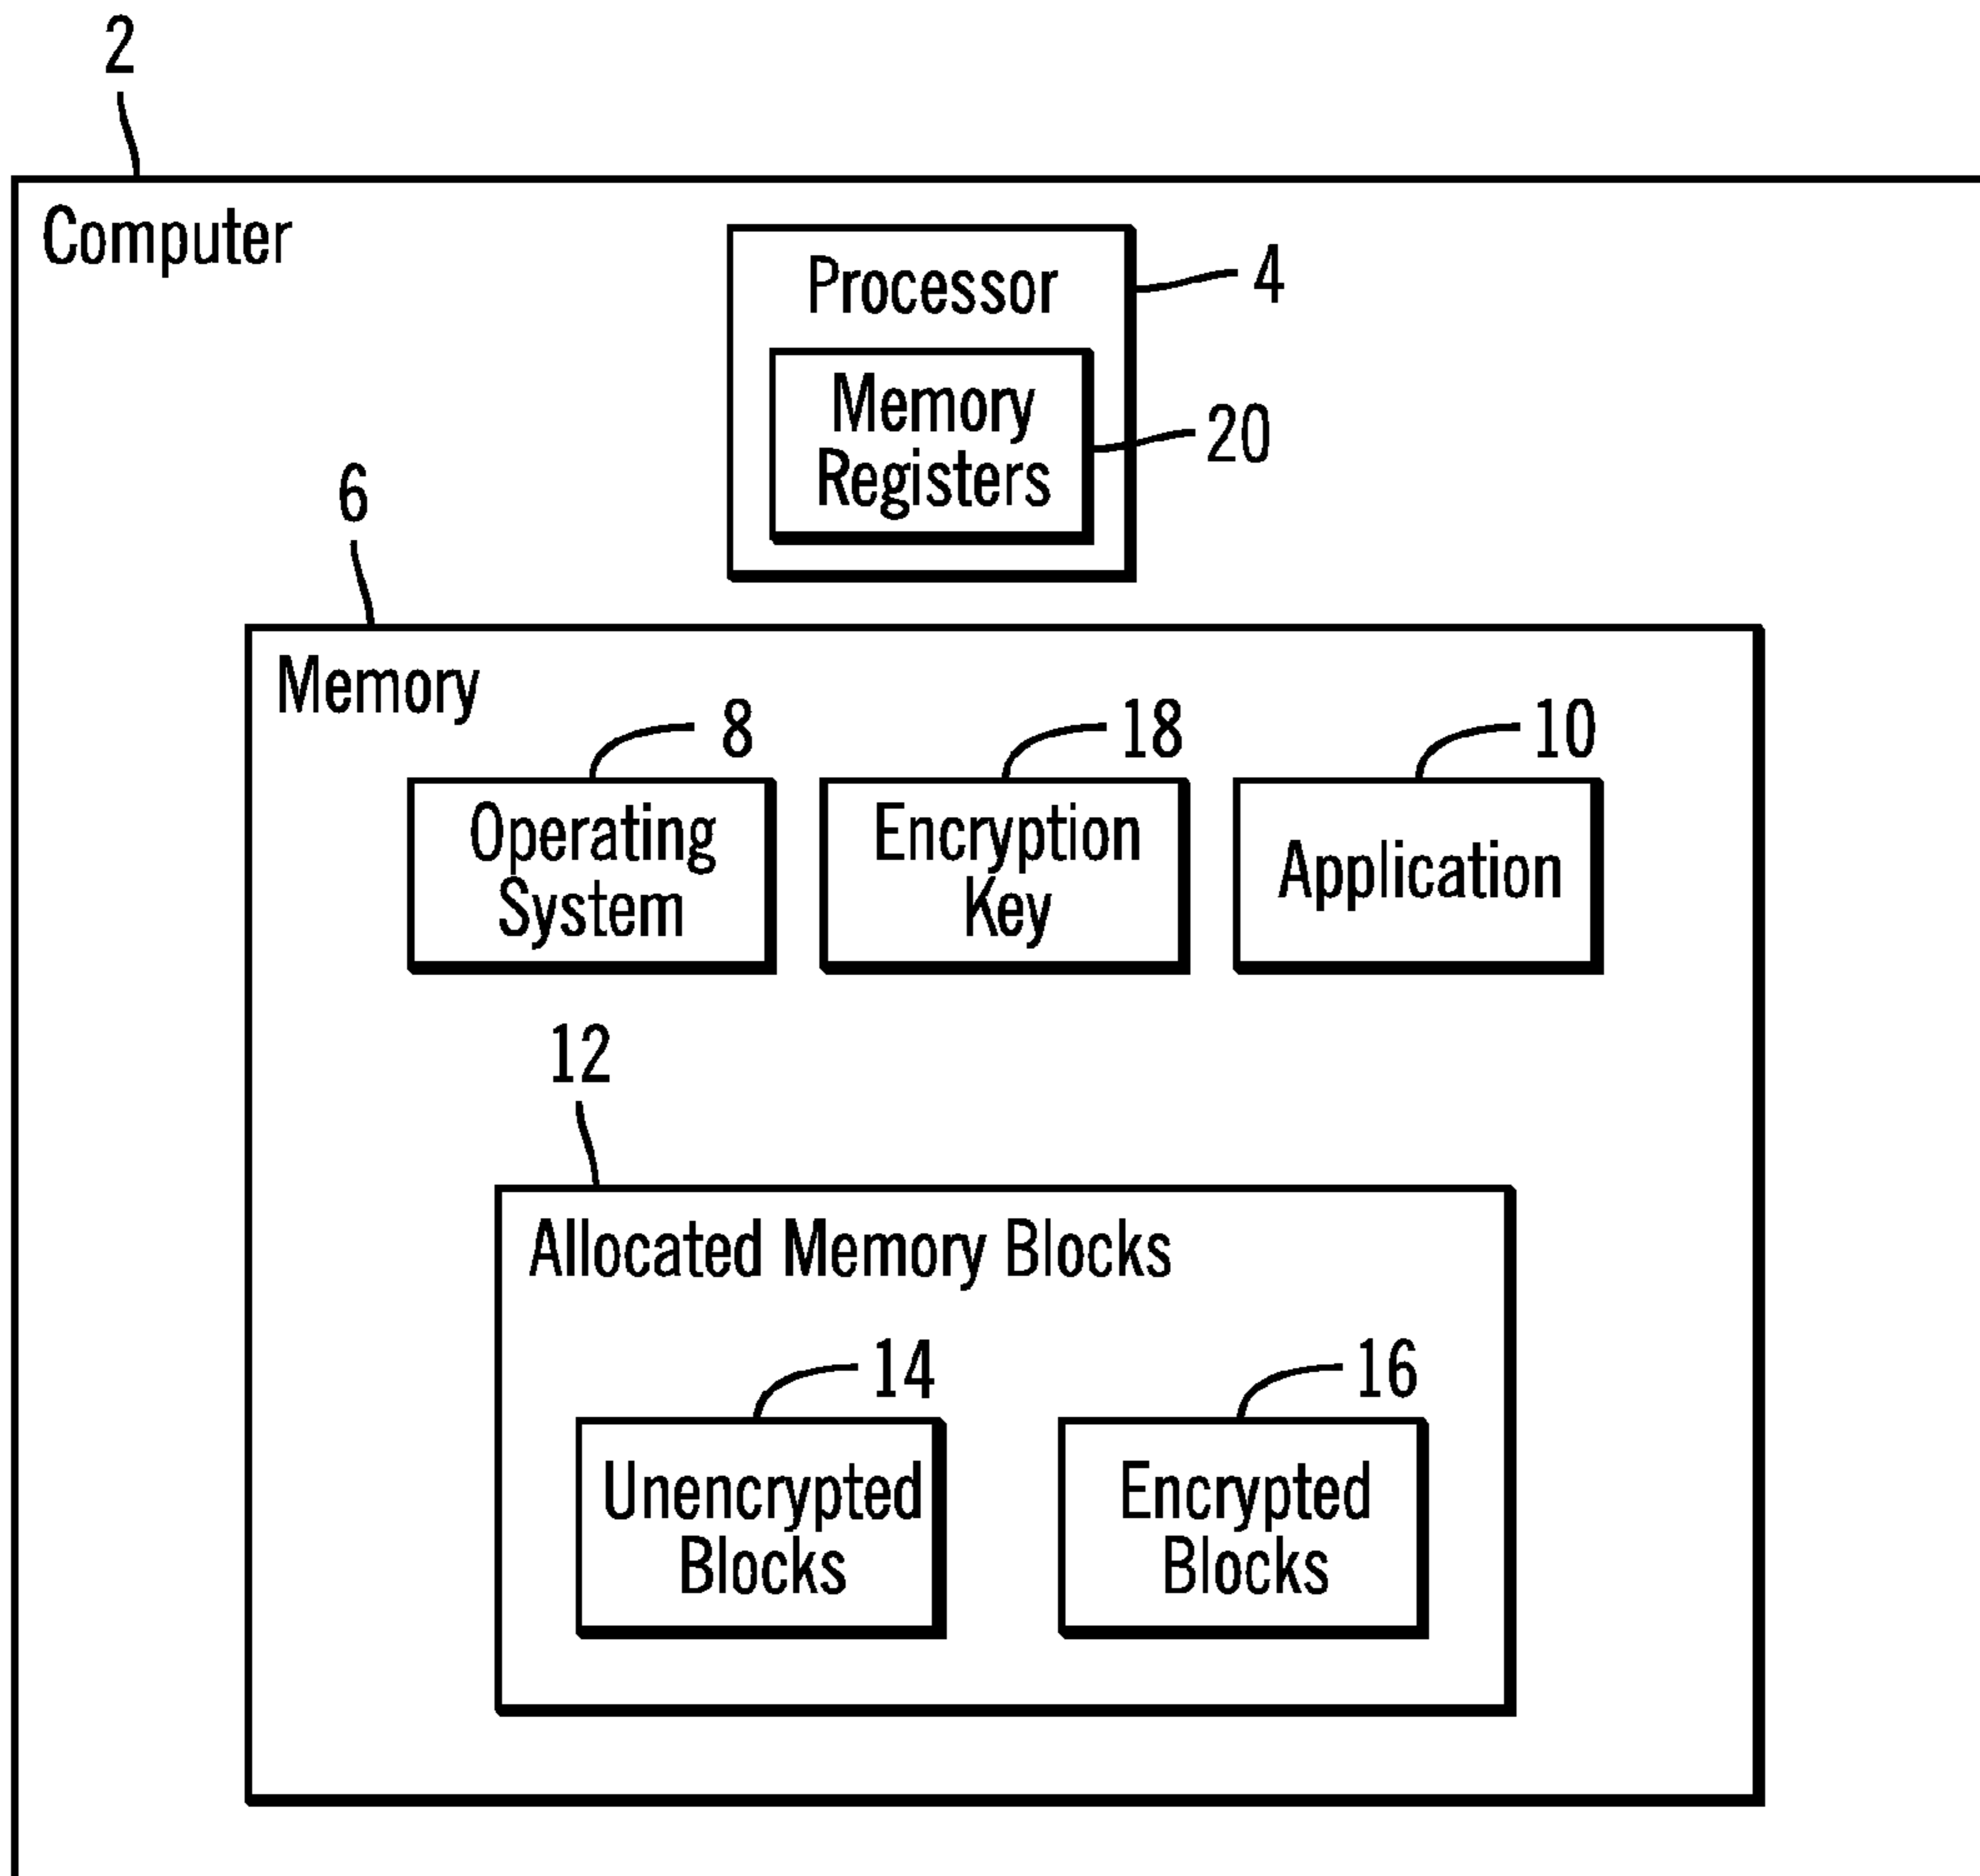 2
Computer
Processor
4
Memory
Registers
20
6
Memory
8
18
10
Operating
System
Encryption
Key
Application
12
Allocated Memory Blocks
14
16
Unencrypted
Blocks
Encrypted
Blocks